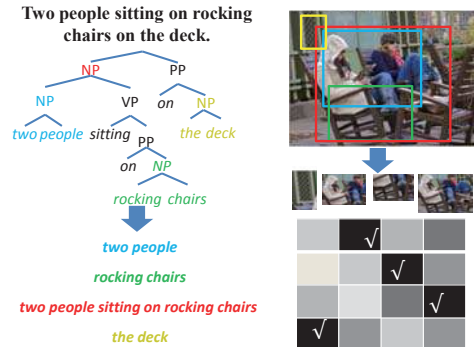 Two people sitting on rocking
chairs on the deck.
NP PP
NP VP on NP
two people sitting PP the deck
on NP
rocking chairs
two people
rocking chairs
two people sitting on rocking chairs
the deck
√
√
√
√